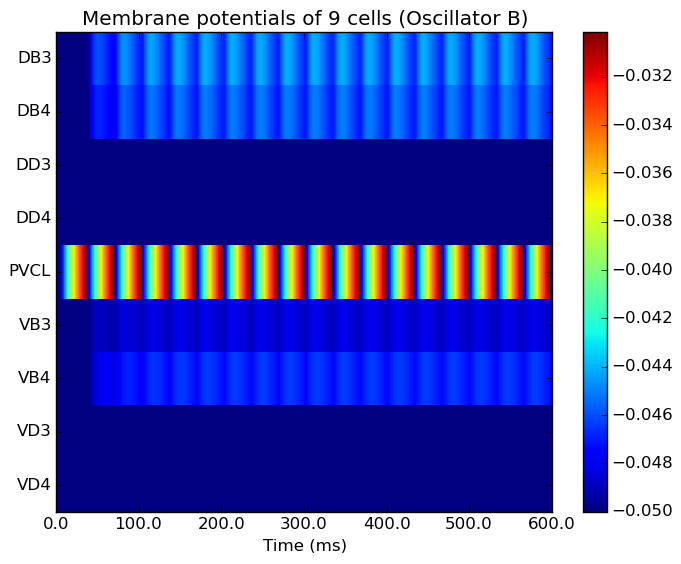 Membrane potentials of 9 cells (Oscillator B)
DB3
DB4
DD3
DD4
PVCL
VB3
VB4
VD3
VD4
0.0 100.0 200.0 300.0 400.0 500.0 600.0
Time (ms)
−0.032
−0.034
−0.036
−0.038
−0.040
−0.042
−0.044
−0.046
−0.048
−0.050